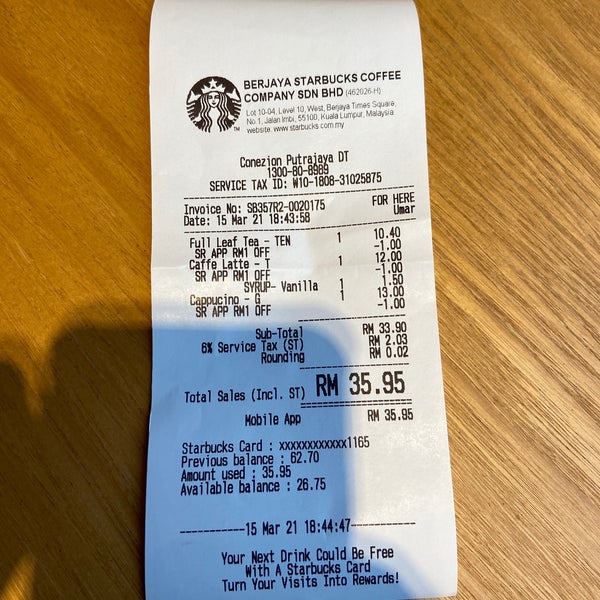 BERJAYA STARBUCKS COFFEE
COMPANY SDN BHD (462026-H)
Lot 10-04, Level 10, West, Berjaya Times Square,
No 1, Jalan Imbi, 55100, Kuala Lumpur, Malaysia
website: www.starbucks.com.my
Conezion Putrajaya DT
1300-80-8989
SERVICE TAX ID: W10-1808-31025875
Invoice No: SB357R2-0020175 FOR HERE
Date: 15 Mar 21 18:43:58 Umar
Full Leaf Tea - TEN 1 10.40
SR APP RM1 OFF -1.00
Caffe Latte - T 1 12.00
SR APP RM1 OFF -1.00
SYRUP- Vanilla 1 1.50
Cappucino - G 1 13.00
SR APP RM1 OFF -1.00
Sub-Total RM 33.90
6% Service Tax (ST) RM 2.03
Rounding RM 0.02
Total Sales (Incl. ST) RM 35.95
Mobile App RM 35.95
Starbucks Card : xxxxxxxxxxxx1165
Previous balance : 62.70
Amount used : 35.95
Available balance : 26.75
------------15 Mar 21 18:44:47------------
Your Next Drink Could Be Free
With A Starbucks Card
Turn Your Visits Into Rewards!